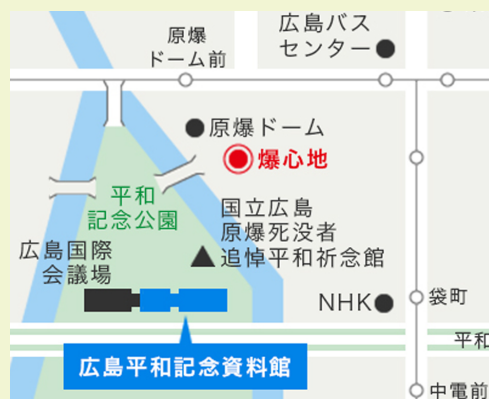 原爆
ドーム前
広島バス
センター
原爆ドーム
爆心地
平和
記念公園
国立広島
原爆死没者
追悼平和祈念館
広島国際
会議場
NHK
袋町
平和
広島平和記念資料館
中電前